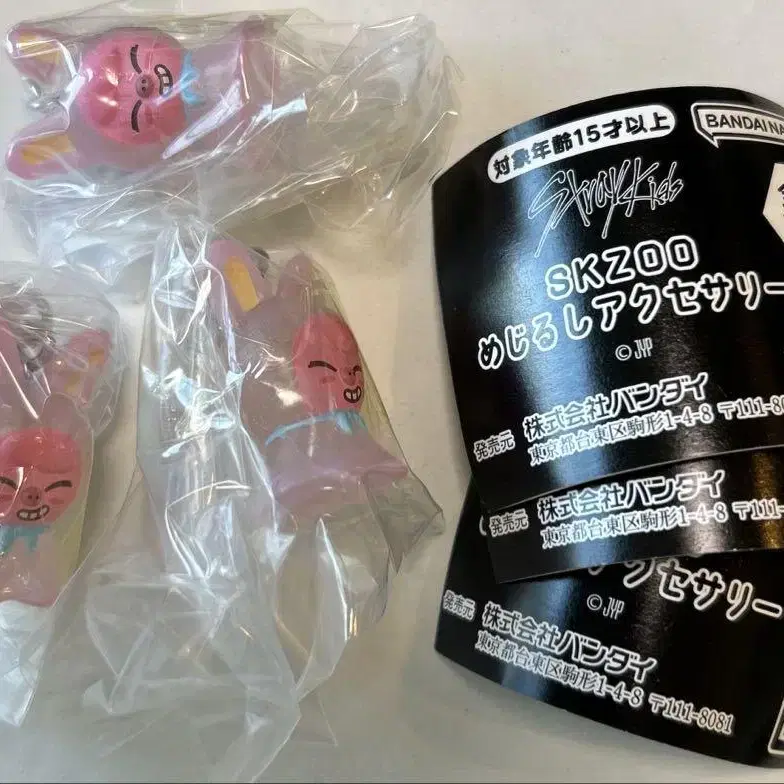 対象年齢15才以上
BANDAI NA
Stray Kids
SKZOO
めじるしアクセサリー
©JYP
発売元 株式会社バンダイ
東京都台東区駒形1-4-8 〒111-80
発売元 株式会社バンダイ
東京都台東区駒形1-4-8 〒111-
アクセサリー
©JYP
発売元 株式会社バンダイ
東京都台東区駒形1-4-8 〒111-8081